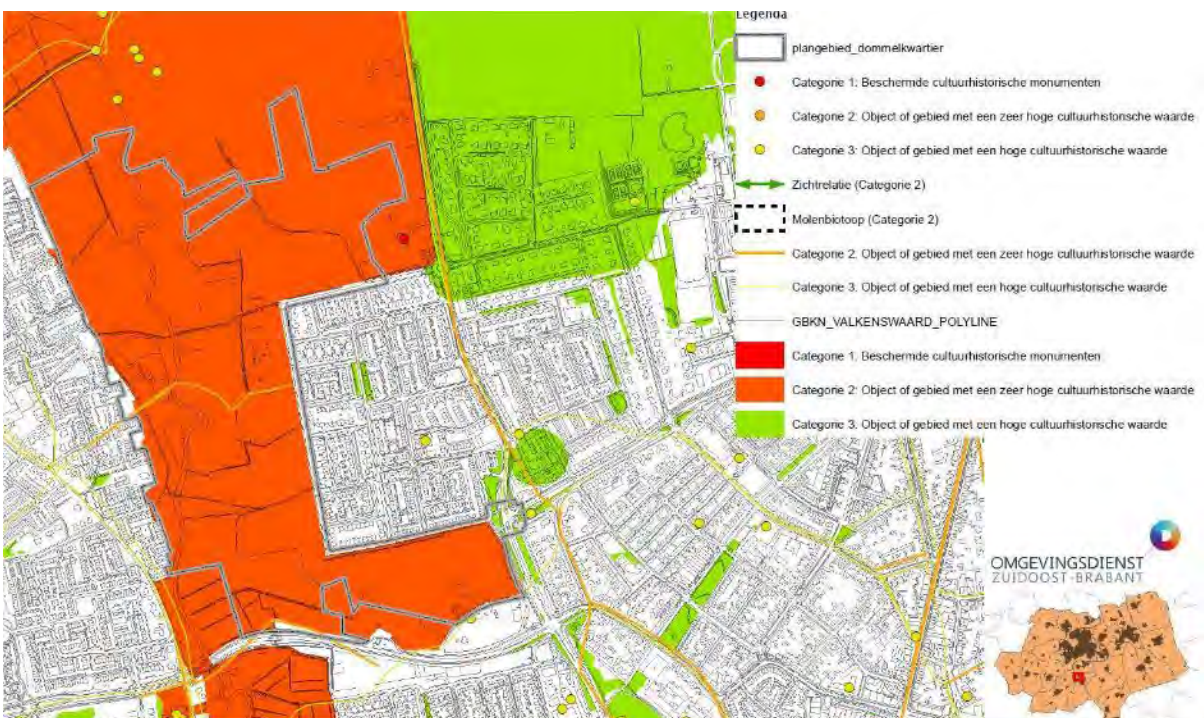 Legenda
plangebied_dommelkwartier
Categorie 1: Beschermde cultuurhistorische monumenten
Categorie 2: Object of gebied met een zeer hoge cultuurhistorische waarde
Categorie 3: Object of gebied met een hoge cultuurhistorische waarde
Zichtrelatie (Categorie 2)
Molenbiotoop (Categorie 2)
Categorie 2. Object of gebied met een zeer hoge cultuurhistorische waarde
Categorie 3. Object of gebied met een hoge cultuurhistorische waarde
GBKN_VALKENSWAARD_POLYLINE
Categorie 1. Beschermde cultuurhistorische monumenten
Categorie 2: Object of gebied met een zeer hoge cultuurhistorische waarde
Categorie 3. Object of gebied met een hoge cultuurhistorische waarde
OMGEVINGSDIENST
ZUIDOOST-BRABANT